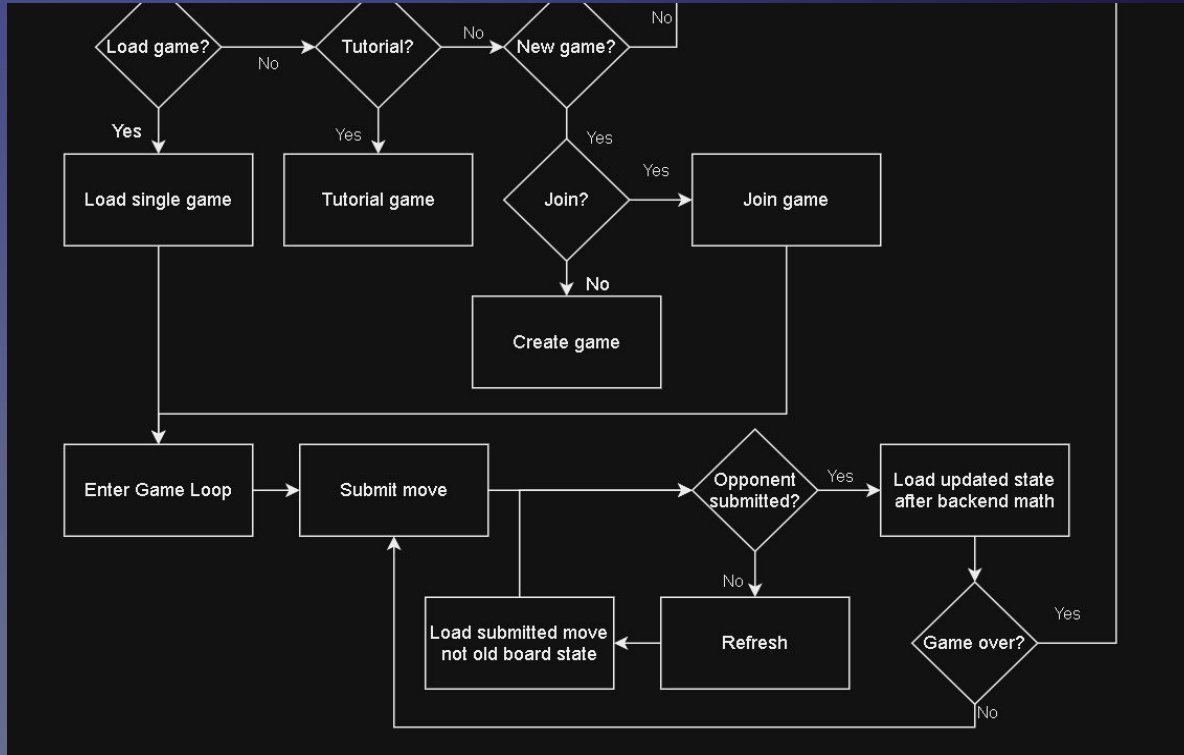 No
Load game?
Tutorial?
No
New game?
No
Yes
Yes
Yes
Yes
Load single game
Tutorial game
Join?
Join game
No
Create game
Enter Game Loop
Submit move
Opponent
submitted?
Yes
Load updated state
after backend math
No
Load submitted move
not old board state
Refresh
Yes
Game over?
No